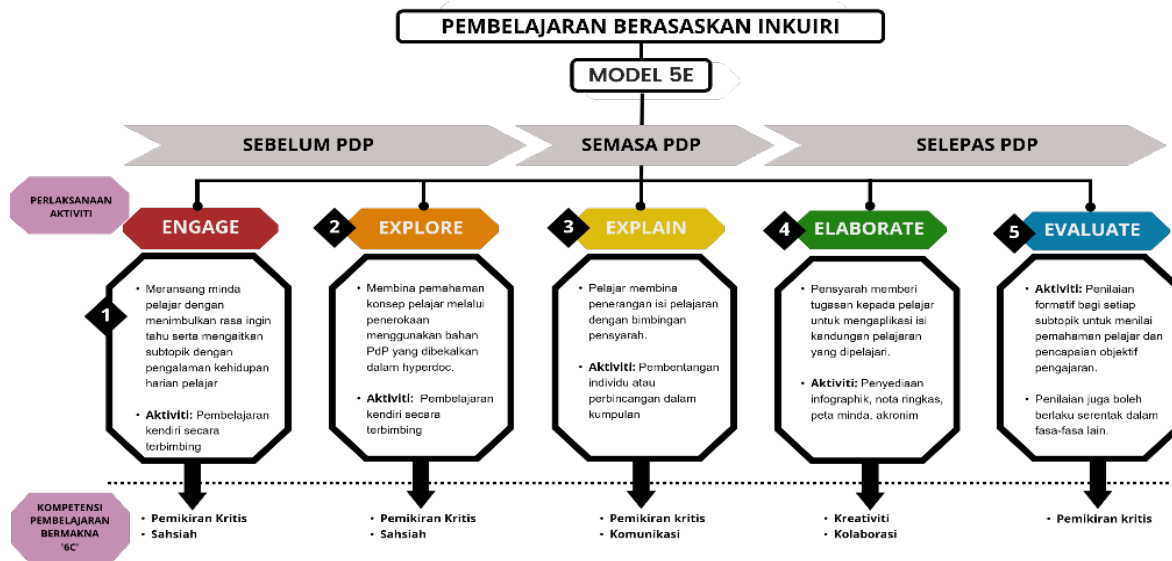 PEMBELAJARAN BERASASKAN INKUIRI
MODEL 5E
SEBELUM PDP
SEMASA PDP
SELEPAS PDP
PERLAKSANAAN
AKTIVITI
ENGAGE
2
EXPLORE
3
EXPLAIN
4
ELABORATE
5
EVALUATE
1
• Meransang minda
pelajar dengan
menimbulkan rasa ingin
tahu serta mengaitkan
subtopik dengan
pengalaman kehidupan
harian pelajar
• Aktiviti: Pembelajaran
kendiri secara
terbimbing
• Membina pemahaman
konsep pelajar melalui
penerokaan
menggunakan bahan
PdP yang dibekalkan
dalam hyperdoc.
• Aktiviti: Pembelajaran
kendiri secara
terbimbing
• Pelajar membina
penerangan isi pelajaran
dengan bimbingan
pensyarah.
• Aktiviti: Pembentangan
individu atau
perbincangan dalam
kumpulan
• Pensyarah memberi
tugasan kepada pelajar
untuk mengaplikasi isi
kandungan pelajaran
yang dipelajari.
• Aktiviti: Penyediaan
infographik, nota ringkas,
peta minda, akronim
• Aktiviti: Penilaian
formatif bagi setiap
subtopik untuk menilai
pemahaman pelajar dan
pencapaian objektif
pengajaran.
• Penilaian juga boleh
berlaku serentak dalam
fasa-fasa lain.
KOMPETENSI
PEMBELAJARAN
BERMAKNA
'6C'
• Pemikiran Kritis
• Sahsiah
• Pemikiran Kritis
• Sahsiah
• Pemikiran kritis
• Komunikasi
• Kreativiti
• Kolaborasi
• Pemikiran kritis